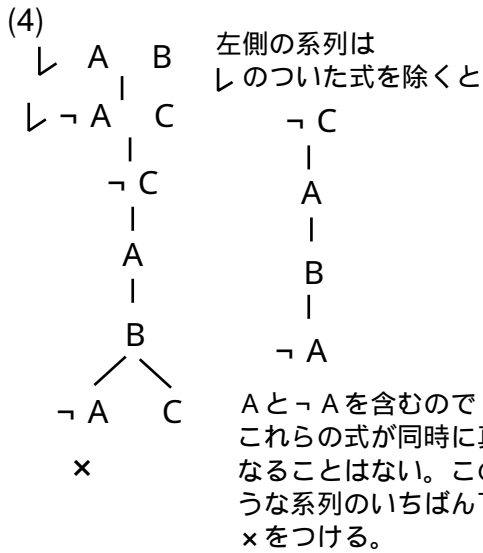 (4)
レ A B
レ ¬ A C
¬ C
A
B
¬ A C
×
左側の系列は
レ のついた式を除くと
¬ C
A
B
¬ A
Aと¬ Aを含むので
これらの式が同時に
なることはない。
うな系列のいちばん
×をつける。